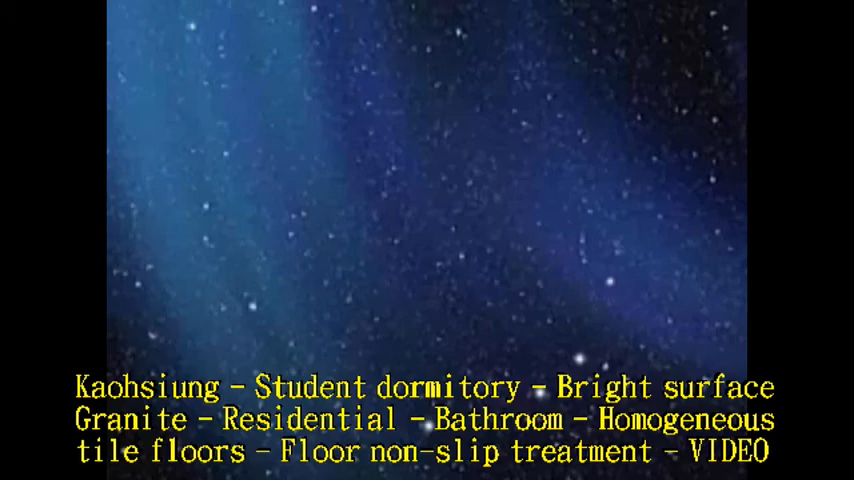 Kaohsiung - Student dormitory - Bright surface
Granite - Residential - Bathroom - Homogeneous
tile floors - Floor non-slip treatment - VIDEO